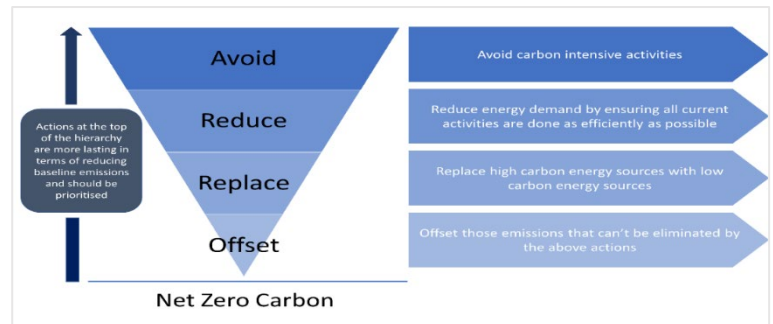 Avoid
Avoid carbon intensive activities
Reduce
Reduce energy demand by ensuring all current
activities are done as efficiently as possible
Actions at the top
of the hierarchy
are more lasting in
terms of reducing
baseline emissions
and should be
prioritised
Replace
Replace high carbon energy sources with low
carbon energy sources
Offset
Offset those emissions that can't be eliminated by
the above actions
Net Zero Carbon